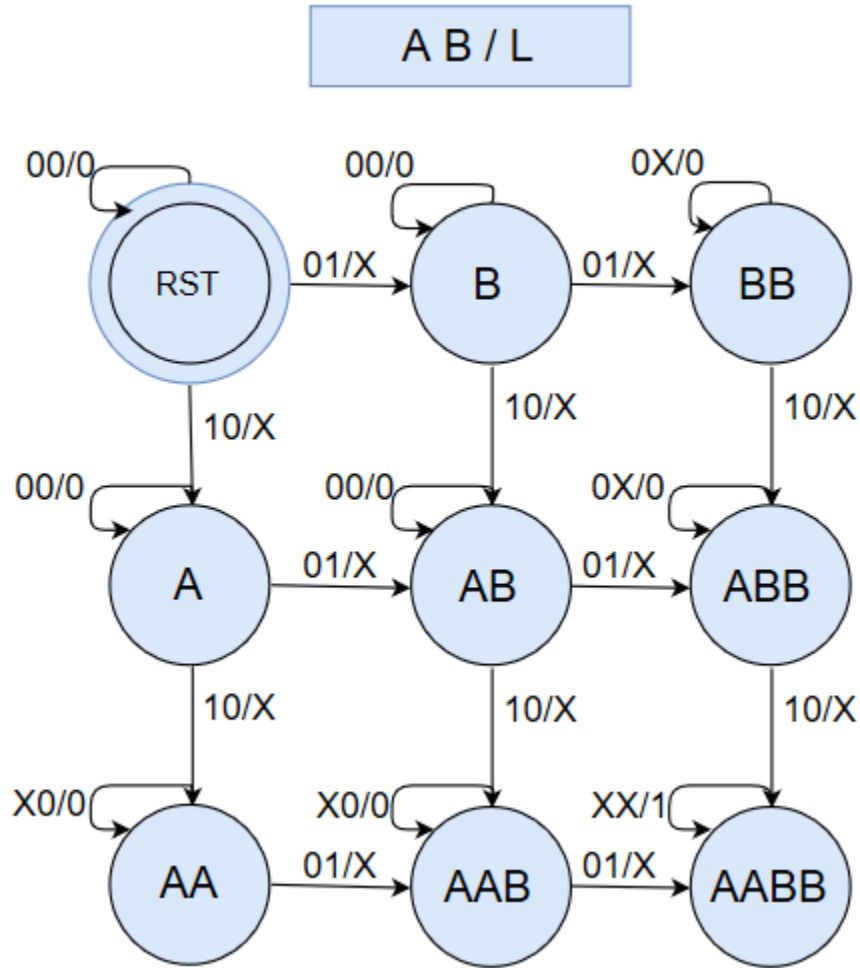 A B / L
00/0
00/0
0X/0
RST
01/X
B
01/X
BB
10/X
10/X
10/X
00/0
00/0
0X/0
A
01/X
AB
01/X
ABB
10/X
10/X
10/X
X0/0
X0/0
XX/1
AA
01/X
AAB
01/X
AABB